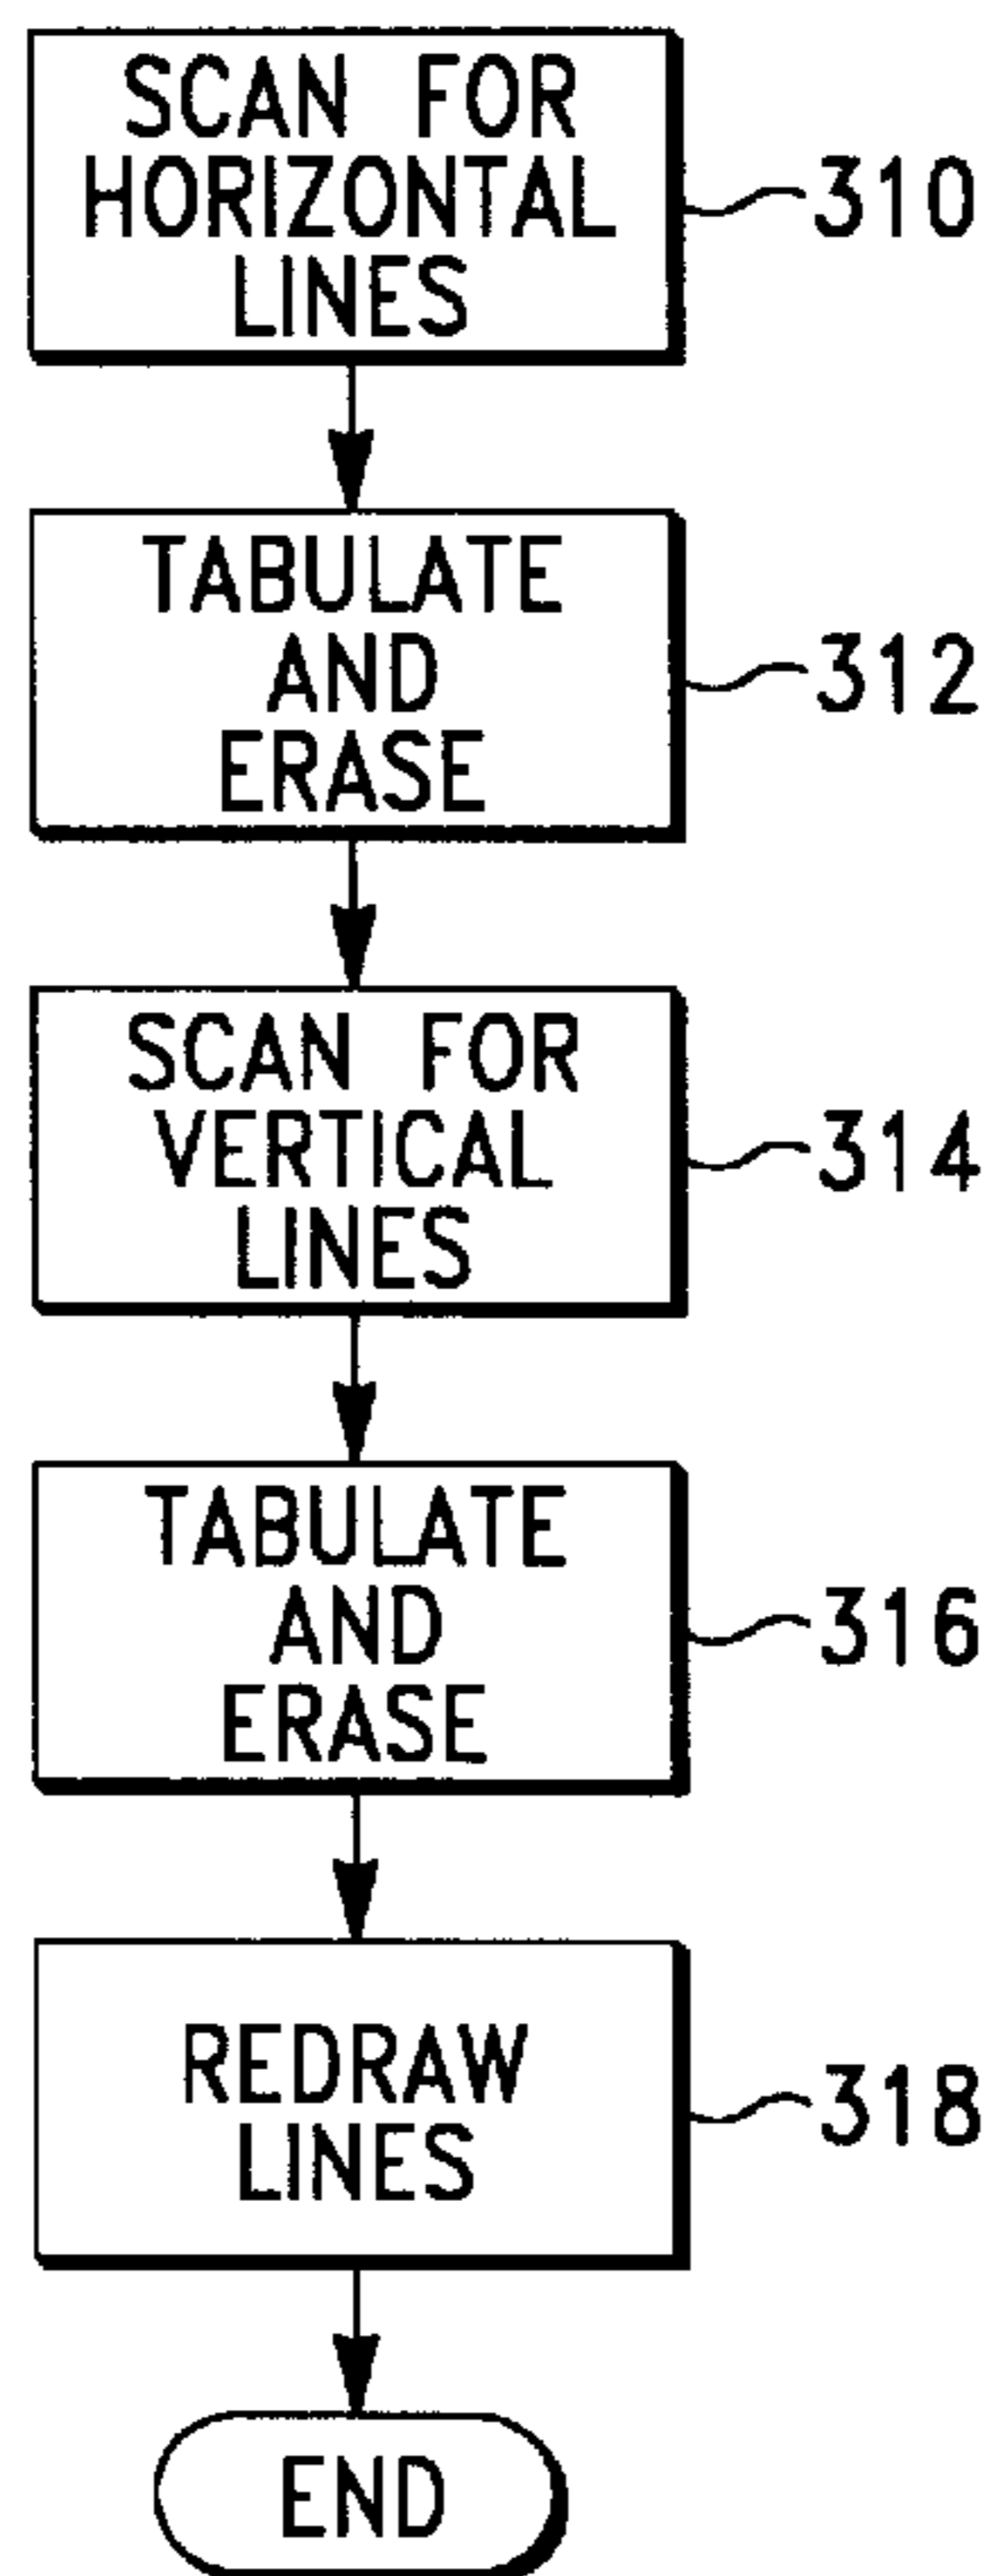 SCAN FOR
HORIZONTAL
LINES
310
TABULATE
AND
ERASE
312
SCAN FOR
VERTICAL
LINES
314
TABULATE
AND
ERASE
316
REDRAW
LINES
318
END